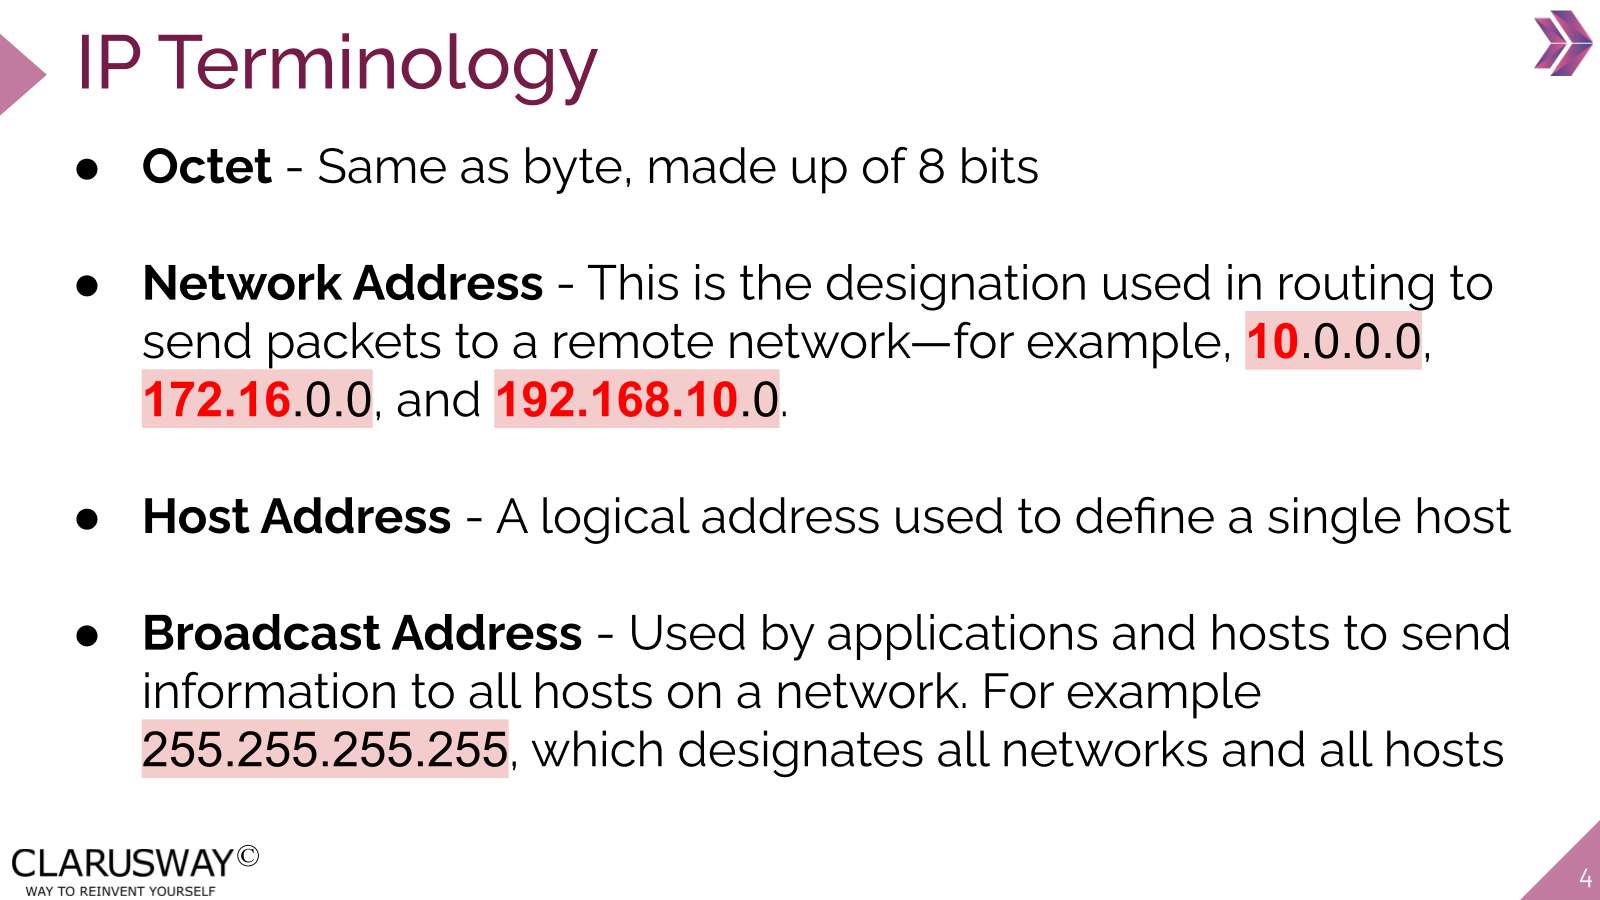 IP Terminology
● Octet - Same as byte, made up of 8 bits
● Network Address - This is the designation used in routing to
send packets to a remote network—for example, 10.0.0.0,
172.16.0.0, and 192.168.10.0.
● Host Address - A logical address used to define a single host
● Broadcast Address - Used by applications and hosts to send
information to all hosts on a network. For example
255.255.255.255, which designates all networks and all hosts
CLARUSWAY©
WAY TO REINVENT YOURSELF
4